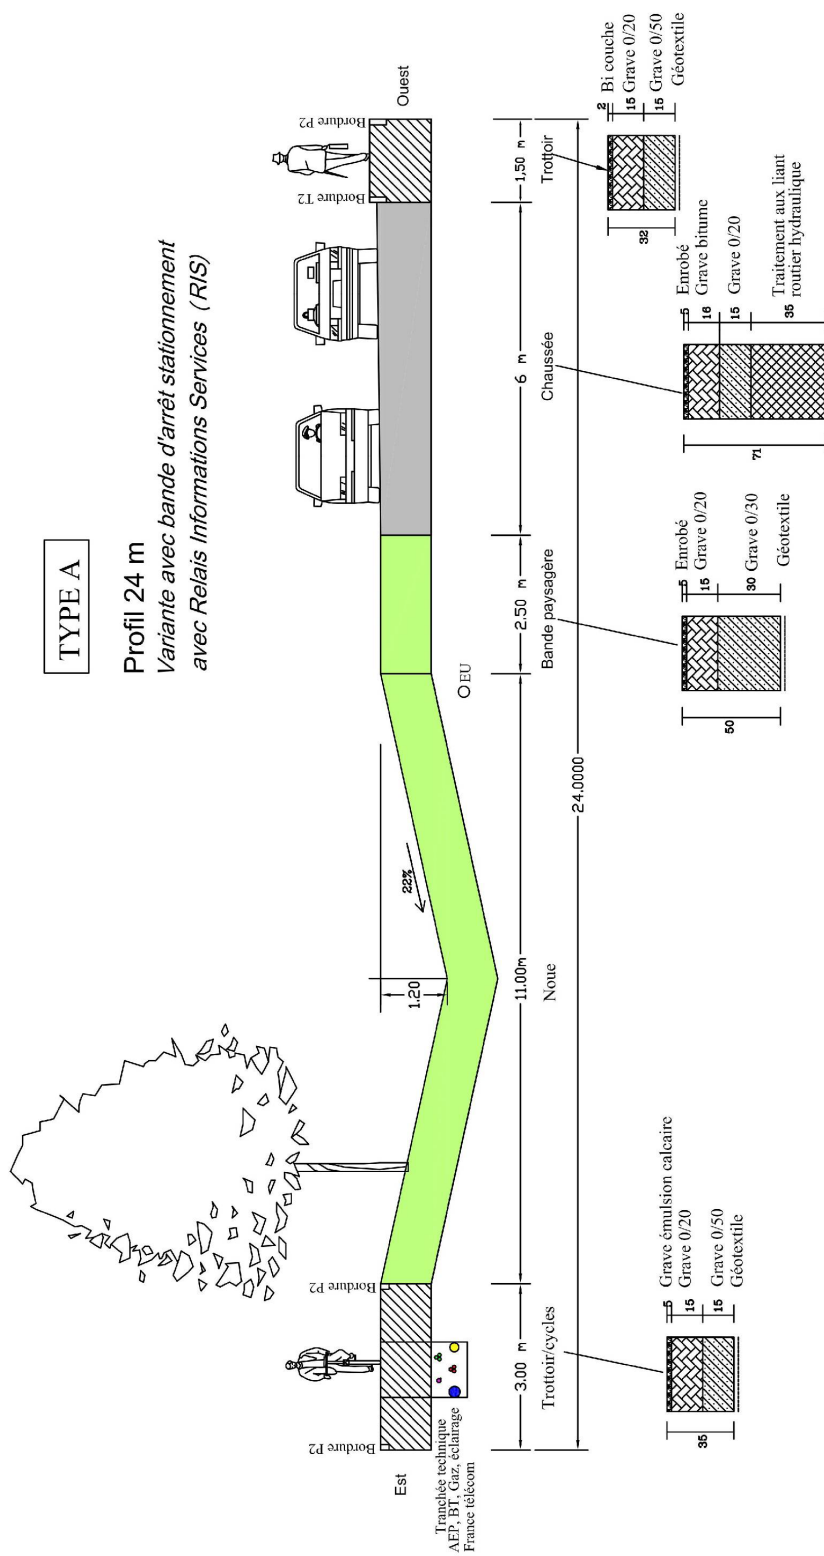 TYPE A
Profil 24 m
Variante avec bande d'arrêt stationnement
avec Relais Informations Services (RIS)
Est
Ouest
Bordure P2
Bordure P2
Bordure T2
Bordure P2
Tranchée technique
AEP, BT, Gaz, éclairage
France télécom
1.20
22%
EU
3.00 m
11.00m
2.50 m
6 m
1,50 m
Trottoir/cycles
Noue
Bande paysagère
Chaussée
Trottoir
24.0000
35
5 Grave émulsion calcaire
15 Grave 0/20
15 Grave 0/50
Géotextile
50
5 Enrobé
15 Grave 0/20
30 Grave 0/30
Géotextile
71
5 Enrobé
16 Grave bitume
15 Grave 0/20
35 Traitement aux liant
routier hydraulique
32
2 Bi couche
15 Grave 0/20
15 Grave 0/50
Géotextile